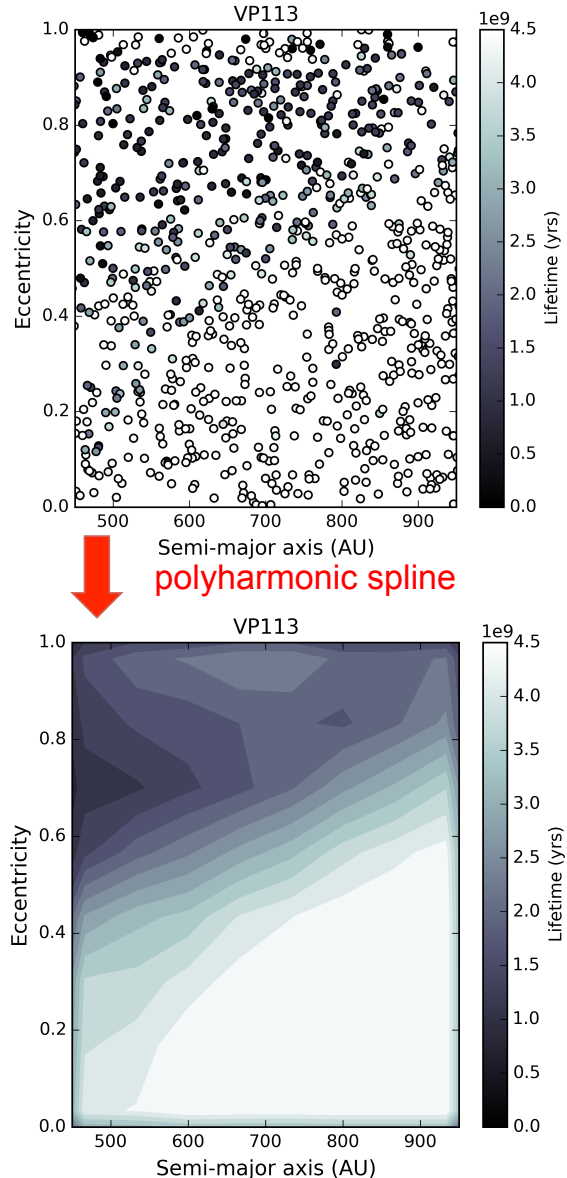 VP113
1e9
1.0
0.8
0.6
0.4
0.2
0.0
Eccentricity
500 600 700 800 900
Semi-major axis (AU)
4.5
4.0
3.5
3.0
2.5
2.0
1.5
1.0
0.5
0.0
Lifetime (yrs)
polyharmonic spline
VP113
1e9
1.0
0.8
0.6
0.4
0.2
0.0
Eccentricity
500 600 700 800 900
Semi-major axis (AU)
4.5
4.0
3.5
3.0
2.5
2.0
1.5
1.0
0.5
0.0
Lifetime (yrs)